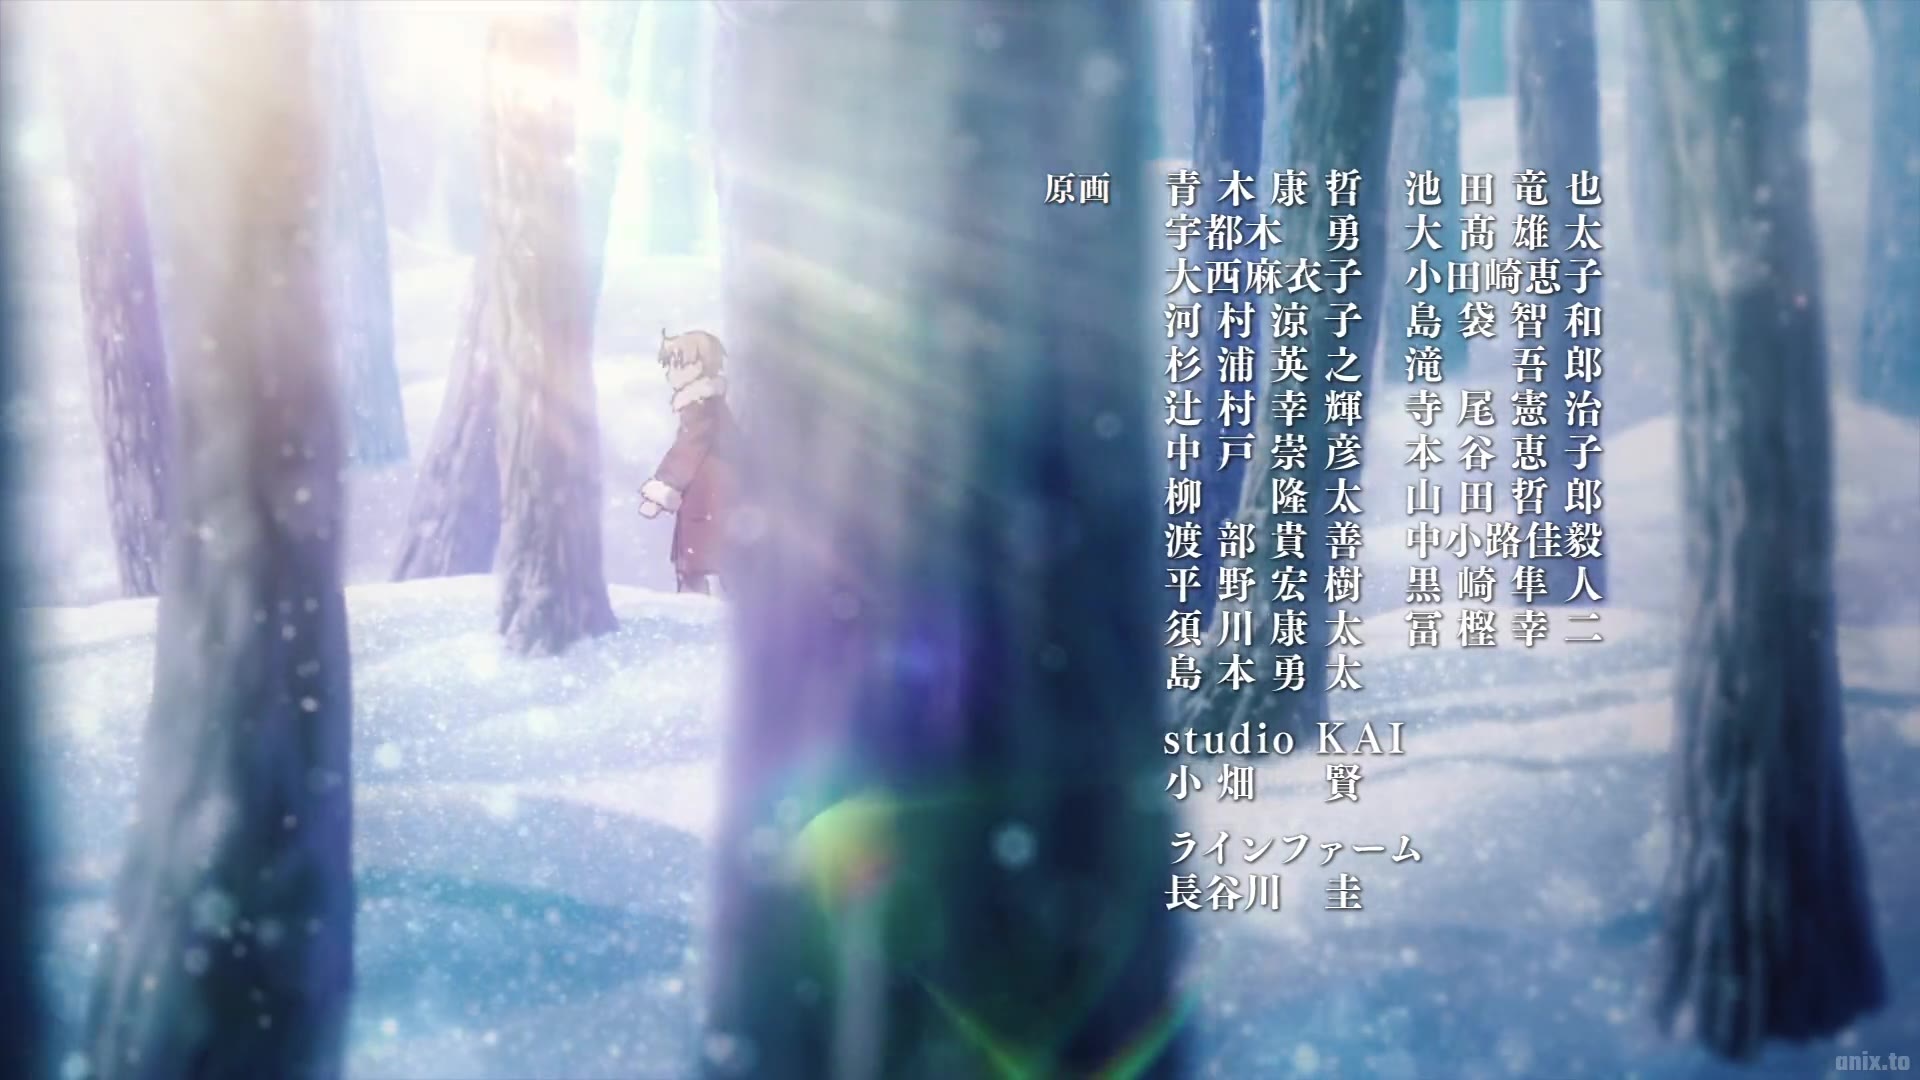 原画 青木康哲 池田竜也
宇都木 勇 大髙雄太
大西麻衣子 小田崎恵子
河村涼子 島袋智和
杉浦英之 滝 吾郎
辻村幸輝 寺尾憲治
中戸崇彦 本谷恵子
柳 隆太 山田哲郎
渡部貴善 中小路佳毅
平野宏樹 黒崎隼人
須川康太 冨樫幸二
島本勇太
studio KAI
小畑 賢
ラインファーム
長谷川 圭
anix.to